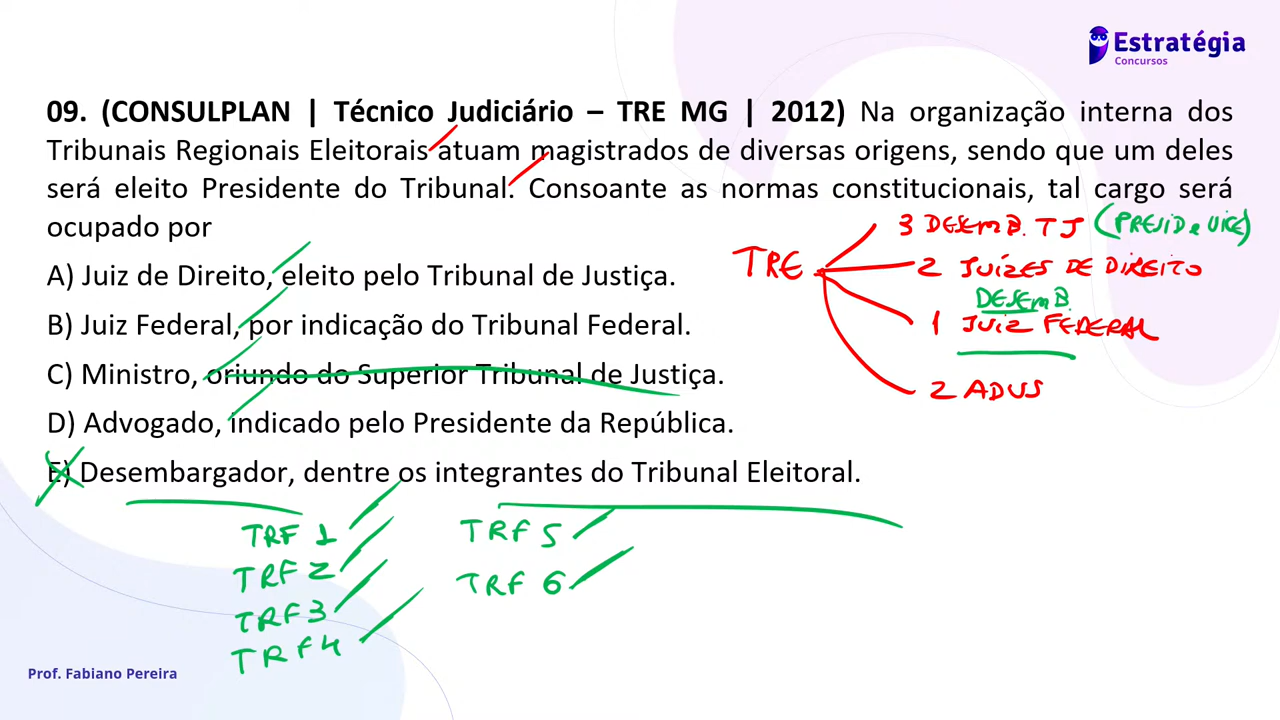 Estratégia
Concursos
09. (CONSULPLAN | Técnico Judiciário – TRE MG | 2012) Na organização interna dos
Tribunais Regionais Eleitorais atuam magistrados de diversas origens, sendo que um deles
será eleito Presidente do Tribunal. Consoante as normas constitucionais, tal cargo será
ocupado por
A) Juiz de Direito, eleito pelo Tribunal de Justiça.
B) Juiz Federal, por indicação do Tribunal Federal.
C) Ministro, oriundo do Superior Tribunal de Justiça.
D) Advogado, indicado pelo Presidente da República.
E) Desembargador, dentre os integrantes do Tribunal Eleitoral.
TRE
3 DESEMB. TJ (PRESID e VICE)
2 JUÍZES DE DIREITO
DESEMB.
1 JUIZ FEDERAL
2 ADVS
TRF 1
TRF 2
TRF 3
TRF 4
TRF 5
TRF 6
Prof. Fabiano Pereira